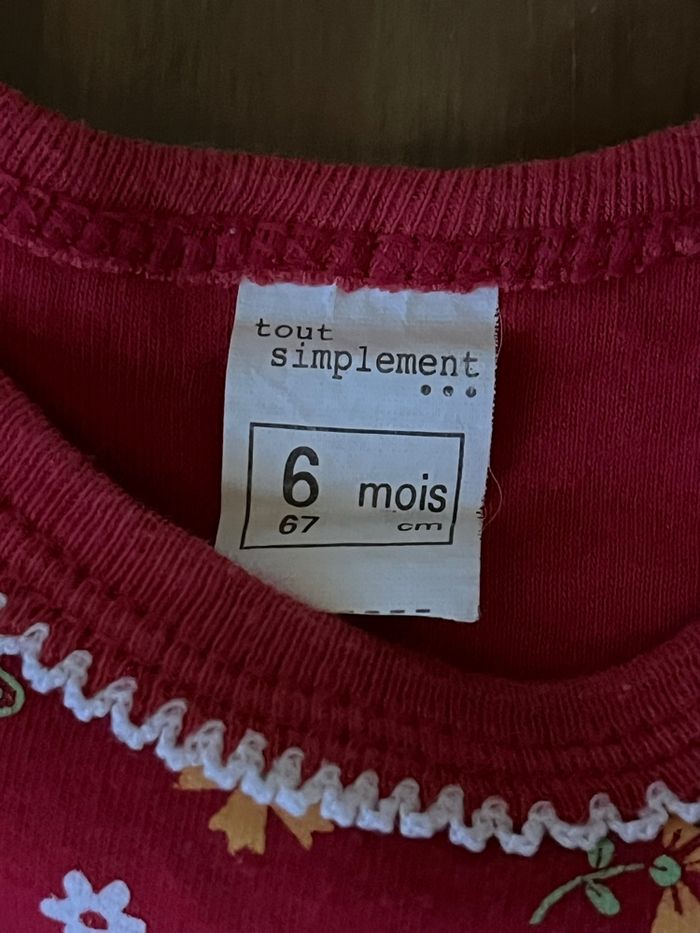 tout
simplement
...
6 mois
67 cm